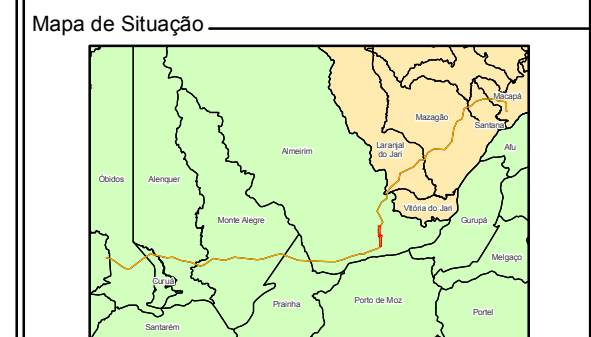 Mapa de Situação
Macapá
Mazagão
Santana
Laranjal
do Jari
Afu
Almeirim
Óbidos
Alenquer
Vitória do Jari
Monte Alegre
Gurupá
Melgaço
Curuá
Prainha
Porto de Moz
Portel
Santarém